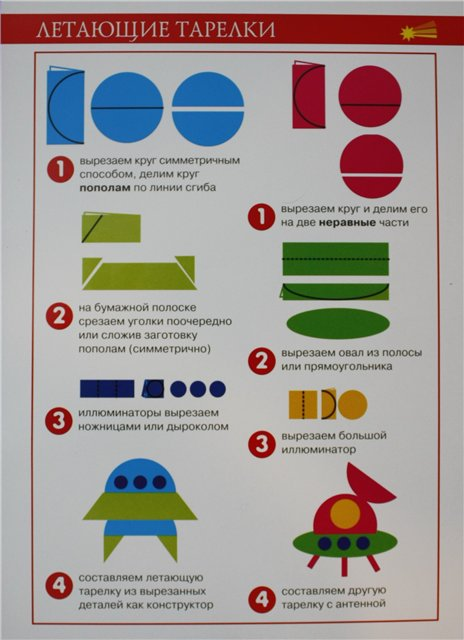 ЛЕТАЮЩИЕ ТАРЕЛКИ
1 вырезаем круг симметричным
способом, делим круг
пополам по линии сгиба
2 на бумажной полоске
срезаем уголки поочередно
или сложив заготовку
пополам (симметрично)
3 иллюминаторы вырезаем
ножницами или дыроколом
4 составляем летающую
тарелку из вырезанных
деталей как конструктор
1 вырезаем круг и делим его
на две неравные части
2 вырезаем овал из полосы
или прямоугольника
3 вырезаем большой
иллюминатор
4 составляем другую
тарелку с антенной